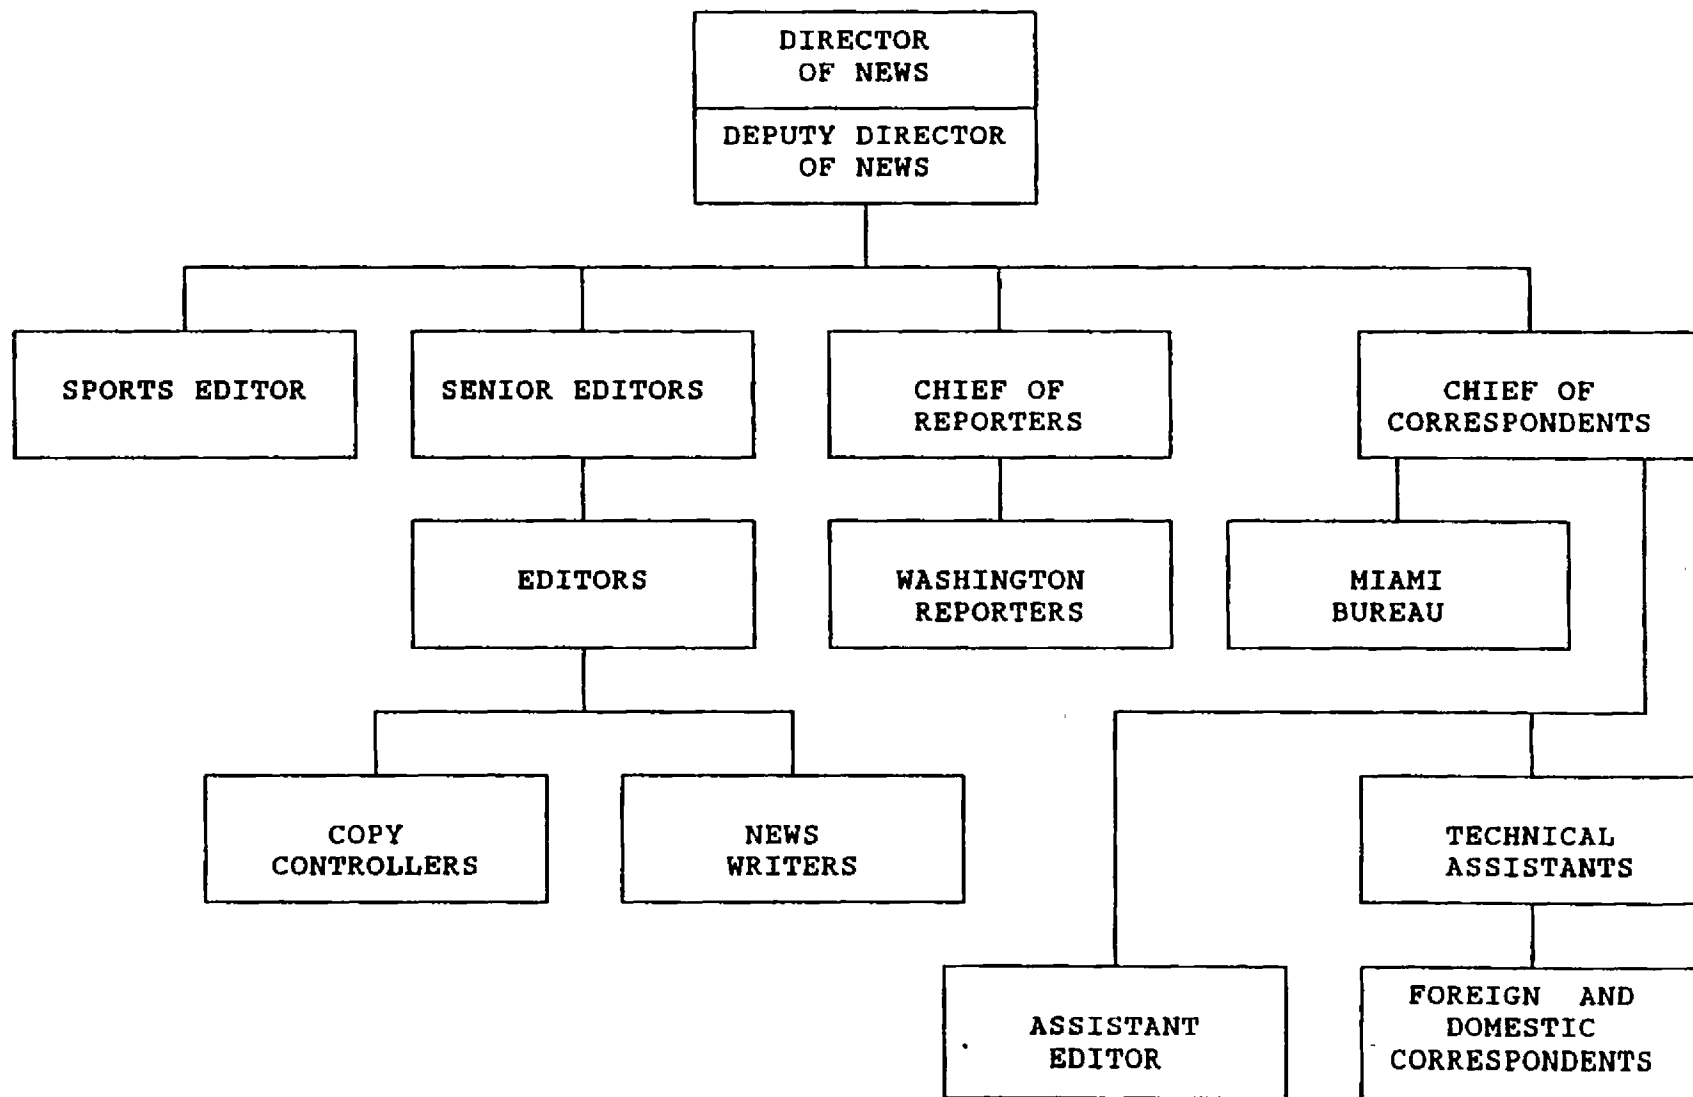 DIRECTOR
OF NEWS
DEPUTY DIRECTOR
OF NEWS
SPORTS EDITOR
SENIOR EDITORS
CHIEF OF
REPORTERS
CHIEF OF
CORRESPONDENTS
EDITORS
WASHINGTON
REPORTERS
MIAMI
BUREAU
COPY
CONTROLLERS
NEWS
WRITERS
TECHNICAL
ASSISTANTS
ASSISTANT
EDITOR
FOREIGN AND
DOMESTIC
CORRESPONDENTS